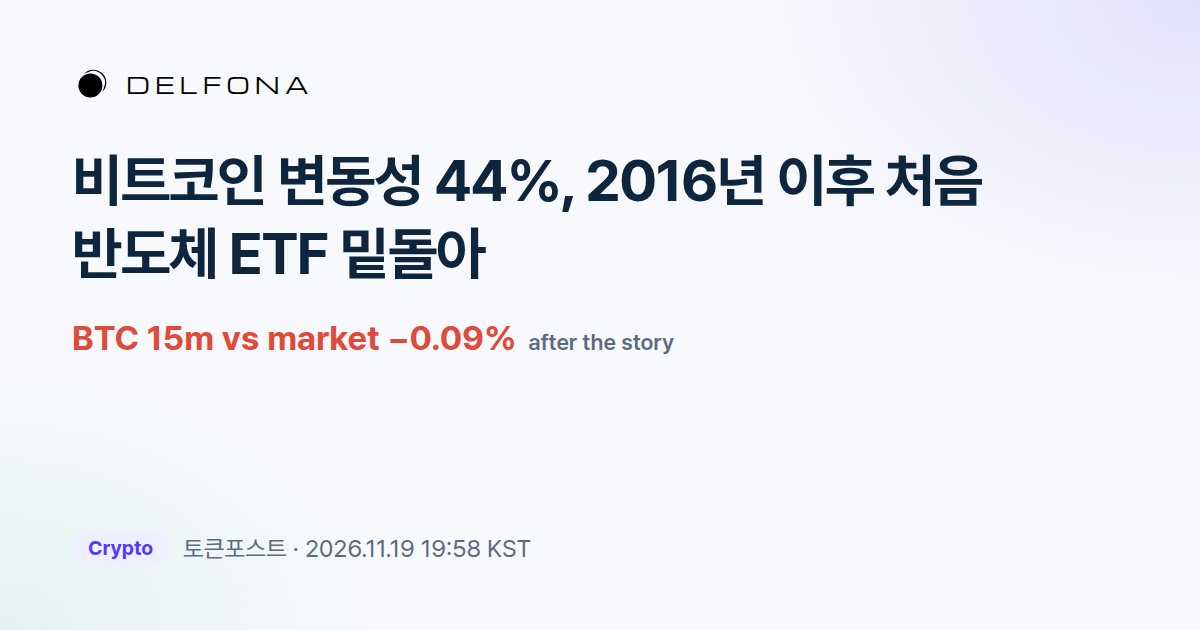 DELFONA
비트코인 변동성 44%, 2016년 이후 처음
반도체 ETF 밑돌아
BTC 15m vs market −0.09% after the story
Crypto 토큰포스트 · 2026.11.19 19:58 KST